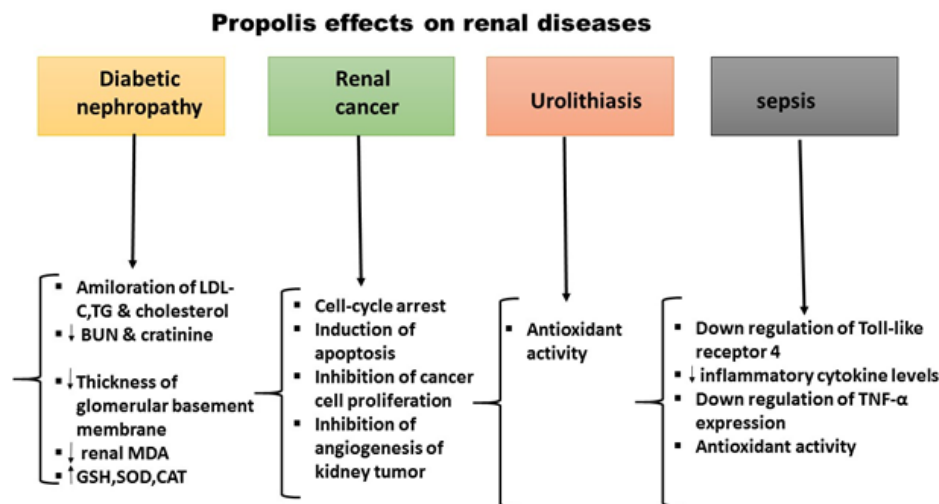 Propolis effects on renal diseases
Diabetic
nephropathy
Renal
cancer
Urolithiasis
sepsis
▪ Amiloration of LDL-
C,TG & cholesterol
▪ ↓ BUN & cratinine
▪ ↓Thickness of
glomerular basement
membrane
▪ ↓ renal MDA
▪ ↑GSH,SOD,CAT
▪ Cell-cycle arrest
▪ Induction of
apoptosis
▪ Inhibition of cancer
cell proliferation
▪ Inhibition of
angiogenesis of
kidney tumor
▪ Antioxidant
activity
▪ Down regulation of Toll-like
receptor 4
▪ ↓ inflammatory cytokine levels
▪ Down regulation of TNF-α
expression
▪ Antioxidant activity